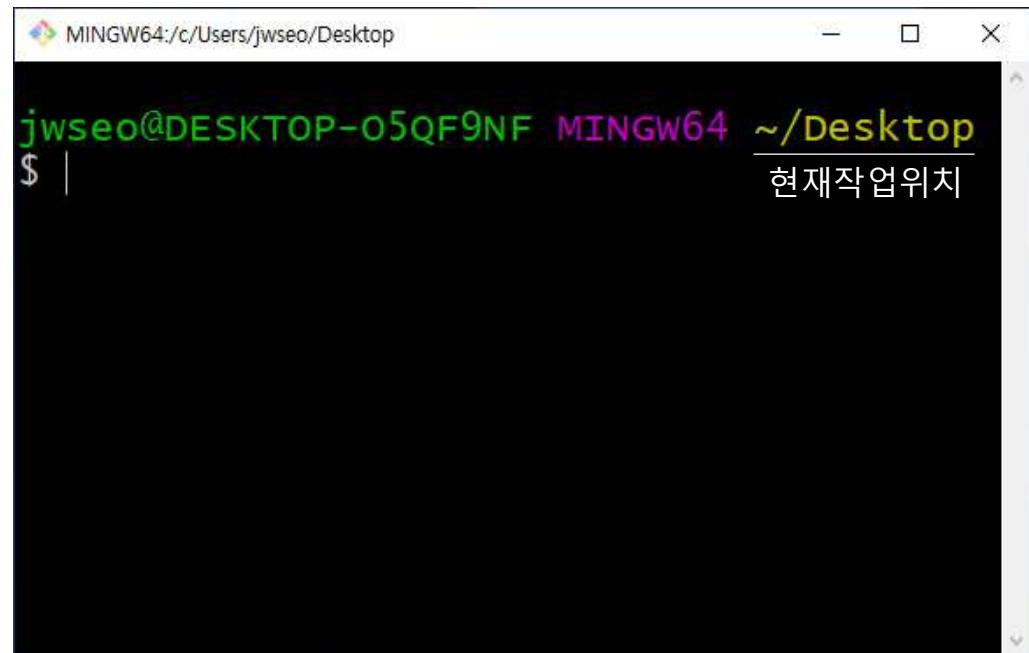 MINGW64:/c/Users/jwseo/Desktop
jwseo@DESKTOP-O5QF9NF MINGW64 ~/Desktop
$
현재작업위치